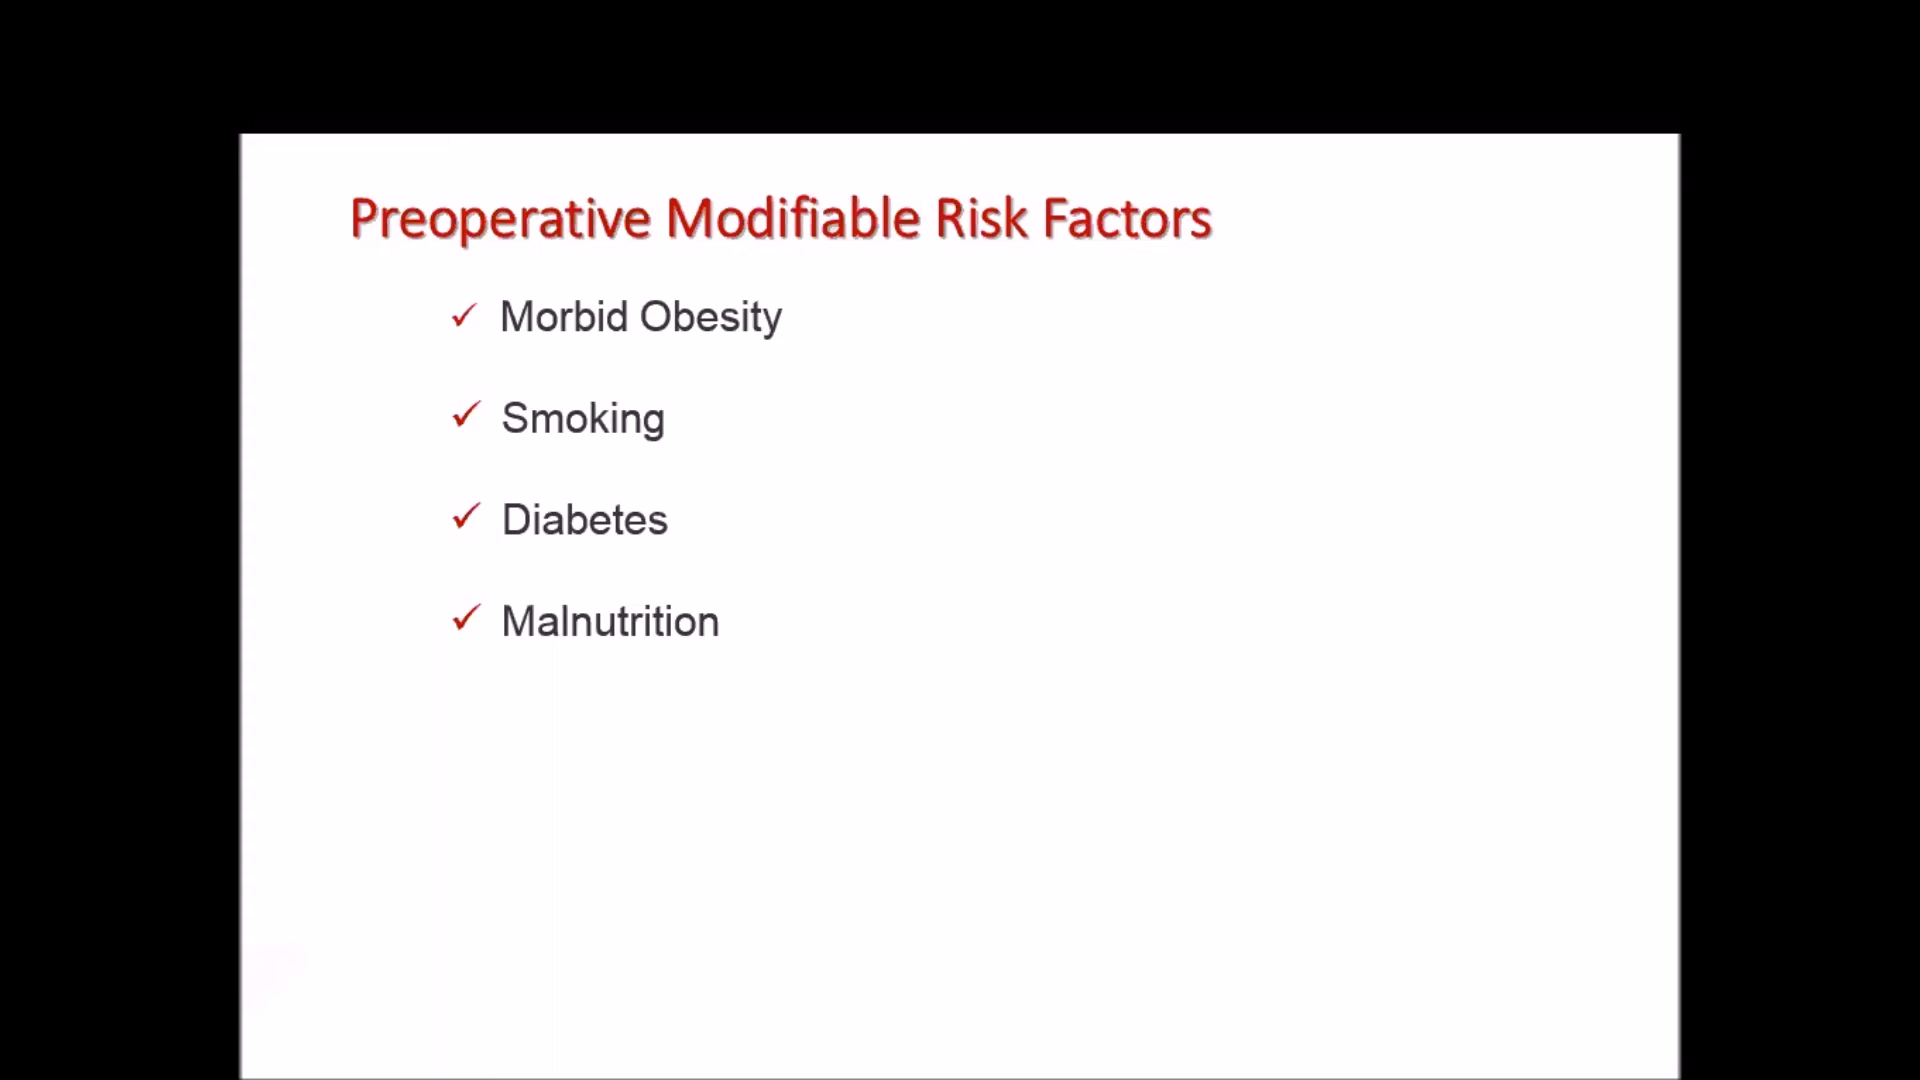 Preoperative Modifiable Risk Factors
✓ Morbid Obesity
✓ Smoking
✓ Diabetes
✓ Malnutrition